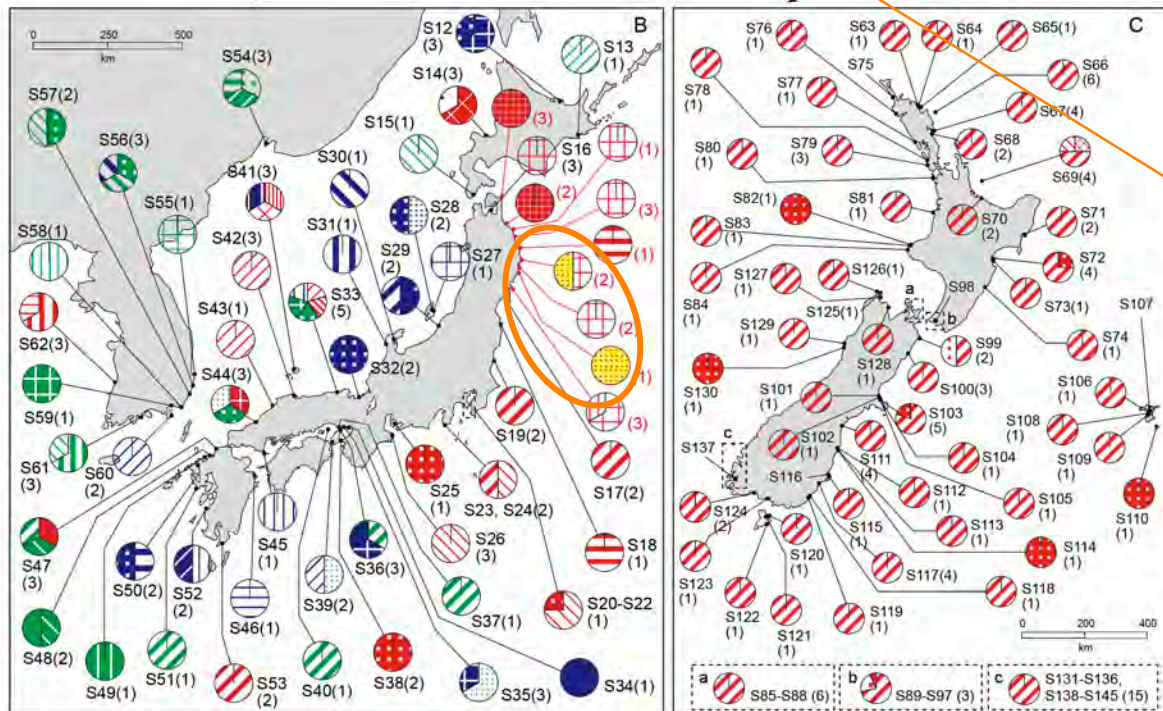 B
0 250 500
km
S12
(3)
S13
(1)
S14(3)
S54(3)
S57(2)
S56(3)
S15(1)
S16
(3)
(3)
(1)
(2)
(3)
(1)
(2)
(2)
(1)
(3)
S30(1)
S41(3)
S55(1)
S58(1)
S42(3)
S31(1)
S28
(2)
S29
(2)
S27
(1)
S33
(5)
S43(1)
S62(3)
S32(2)
S44(3)
S59(1)
S19(2)
S17(2)
S61
(3)
S60
(2)
S25
(1)
S23, S24(2)
S18
(1)
S26
(3)
S45
(1)
S36(3)
S47
(3)
S50(2)
S52
(2)
S39(2)
S37(1)
S20-S22
(1)
S46(1)
S48(2)
S49(1)
S51(1)
S53
(2)
S40(1)
S38(2)
S35(3)
S34(1)
C
S76
(1)
S63
(1)
S64
(1)
S65(1)
S75
S66
(6)
S78
(1)
S77
(1)
S67(4)
S68
(2)
S80
(1)
S79
(3)
S69(4)
S82(1)
S81
(1)
S70
(2)
S71
(2)
S83
(1)
S72
(4)
S127
(1)
S126(1)
S98
S73(1)
S107
S84
(1)
a
b
S125(1)
S74
(1)
S129
(1)
S128
(1)
S99
(2)
S130
(1)
S101
(1)
S100(3)
S106
(1)
S103
(5)
S108
(1)
c
S102
(1)
S137
S111
(4)
S104
(1)
S109
(1)
S116
S112
(1)
S105
(1)
S110
(1)
S124
(2)
S115
(1)
S113
(1)
S120
(1)
S114
(1)
S123
(1)
S117(4)
S118
(1)
S122
(1)
S121
(1)
S119
(1)
0 200 400
km
a
S85-S88 (6)
b
S89-S97 (3)
c
S131-S136,
S138-S145 (15)